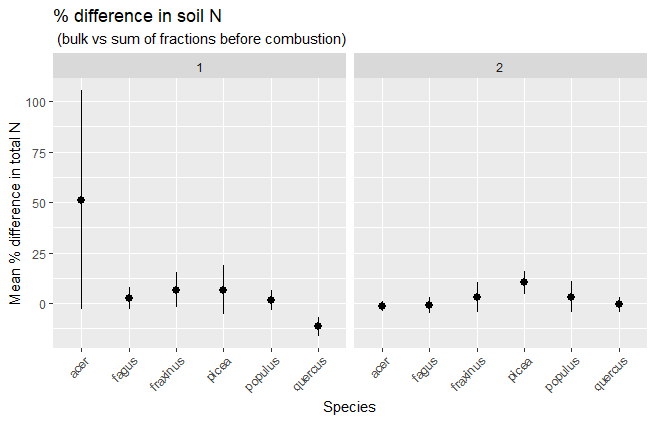 % difference in soil N
(bulk vs sum of fractions before combustion)
1
2
Mean % difference in total N
100
75
50
25
0
acer
fagus
fraxinus
picea
populus
quercus
acer
fagus
fraxinus
picea
populus
quercus
Species